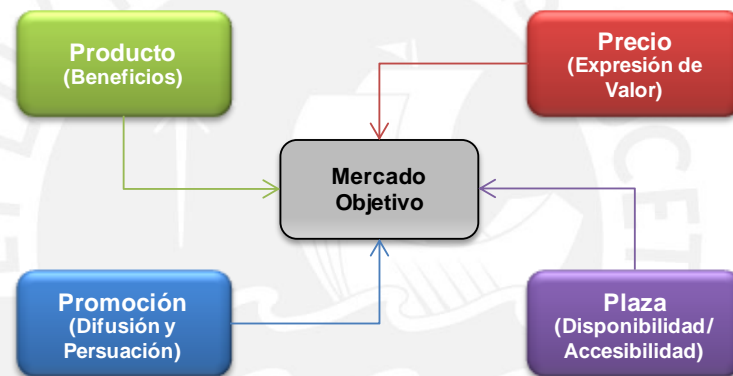 Producto
(Beneficios)
Precio
(Expresión de
Valor)
Mercado
Objetivo
Promoción
(Difusión y
Persuación)
Plaza
(Disponibilidad/
Accesibilidad)